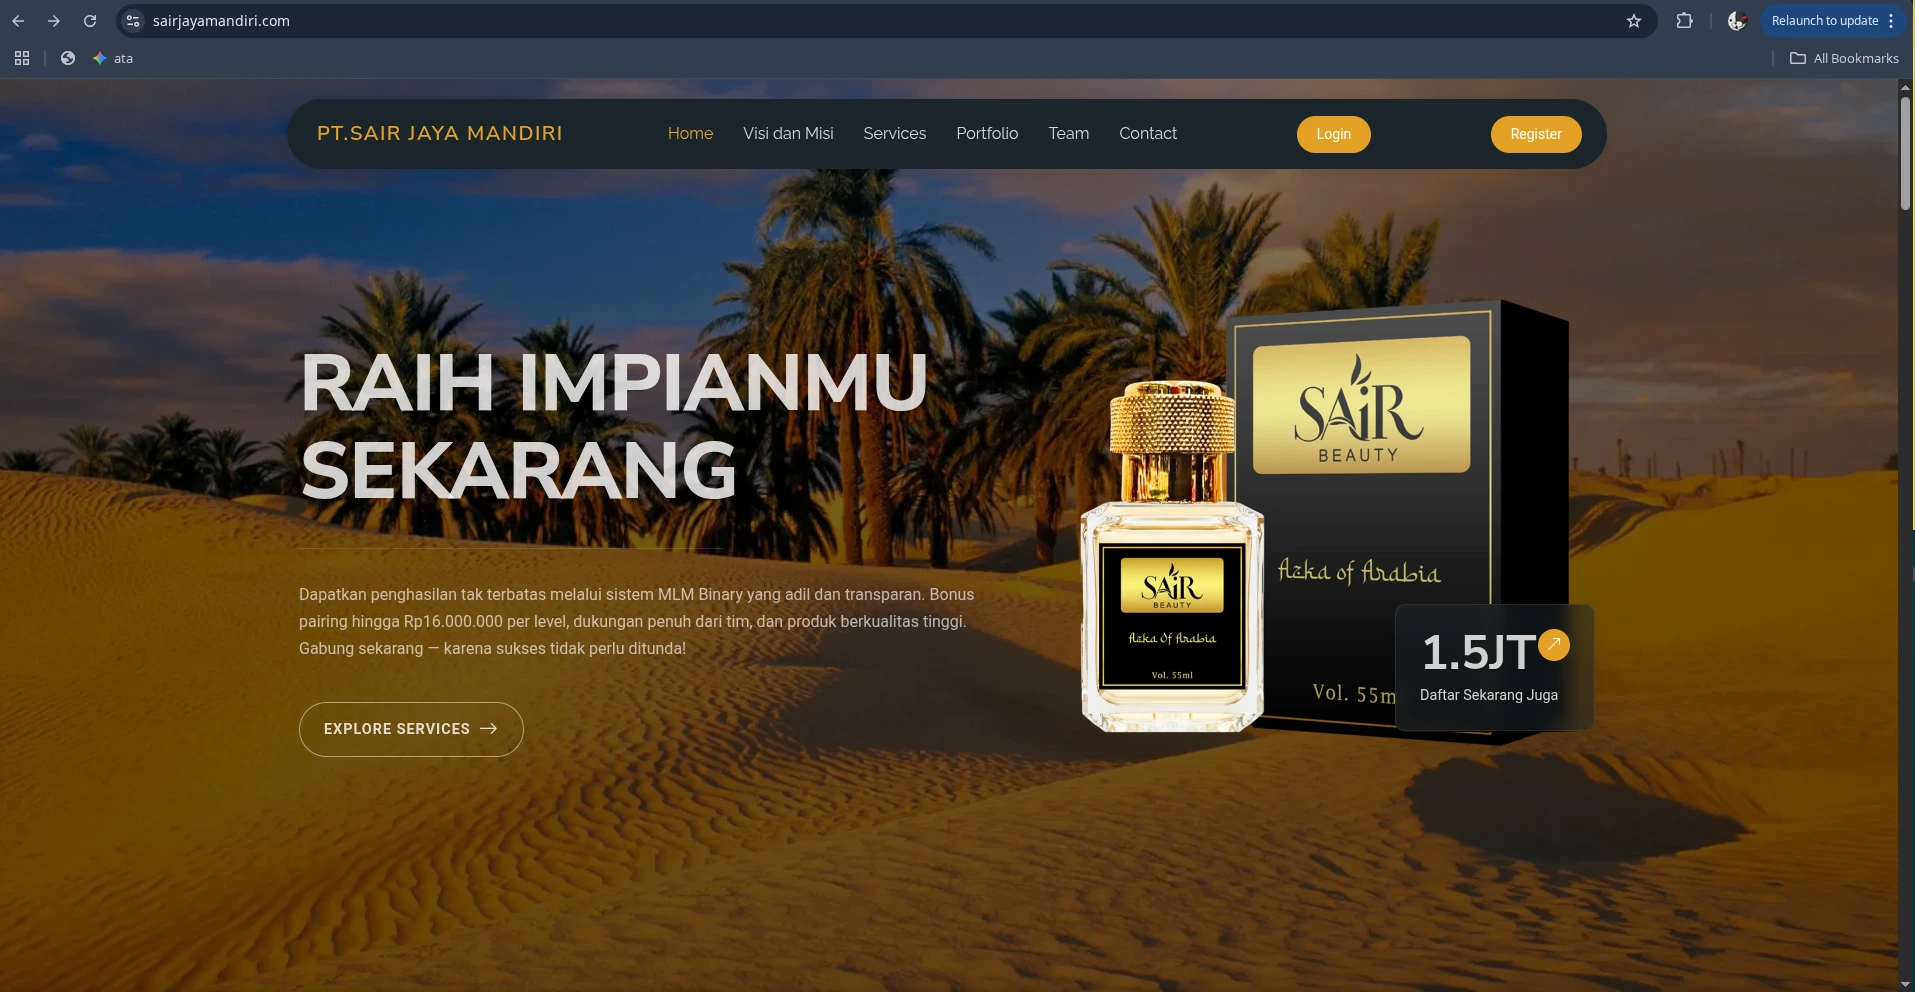 sairjayamandiri.com
Relaunch to update
ata
All Bookmarks
PT.SAIR JAYA MANDIRI
Home
Visi dan Misi
Services
Portfolio
Team
Contact
Login
Register
RAIH IMPIANMU
SEKARANG
Dapatkan penghasilan tak terbatas melalui sistem MLM Binary yang adil dan transparan. Bonus
pairing hingga Rp16.000.000 per level, dukungan penuh dari tim, dan produk berkualitas tinggi.
Gabung sekarang — karena sukses tidak perlu ditunda!
EXPLORE SERVICES
SAiR
BEAUTY
Azka of Arabia
Vol. 55m
SAiR
BEAUTY
Azka Of Arabia
Vol. 55ml
1.5JT
Daftar Sekarang Juga